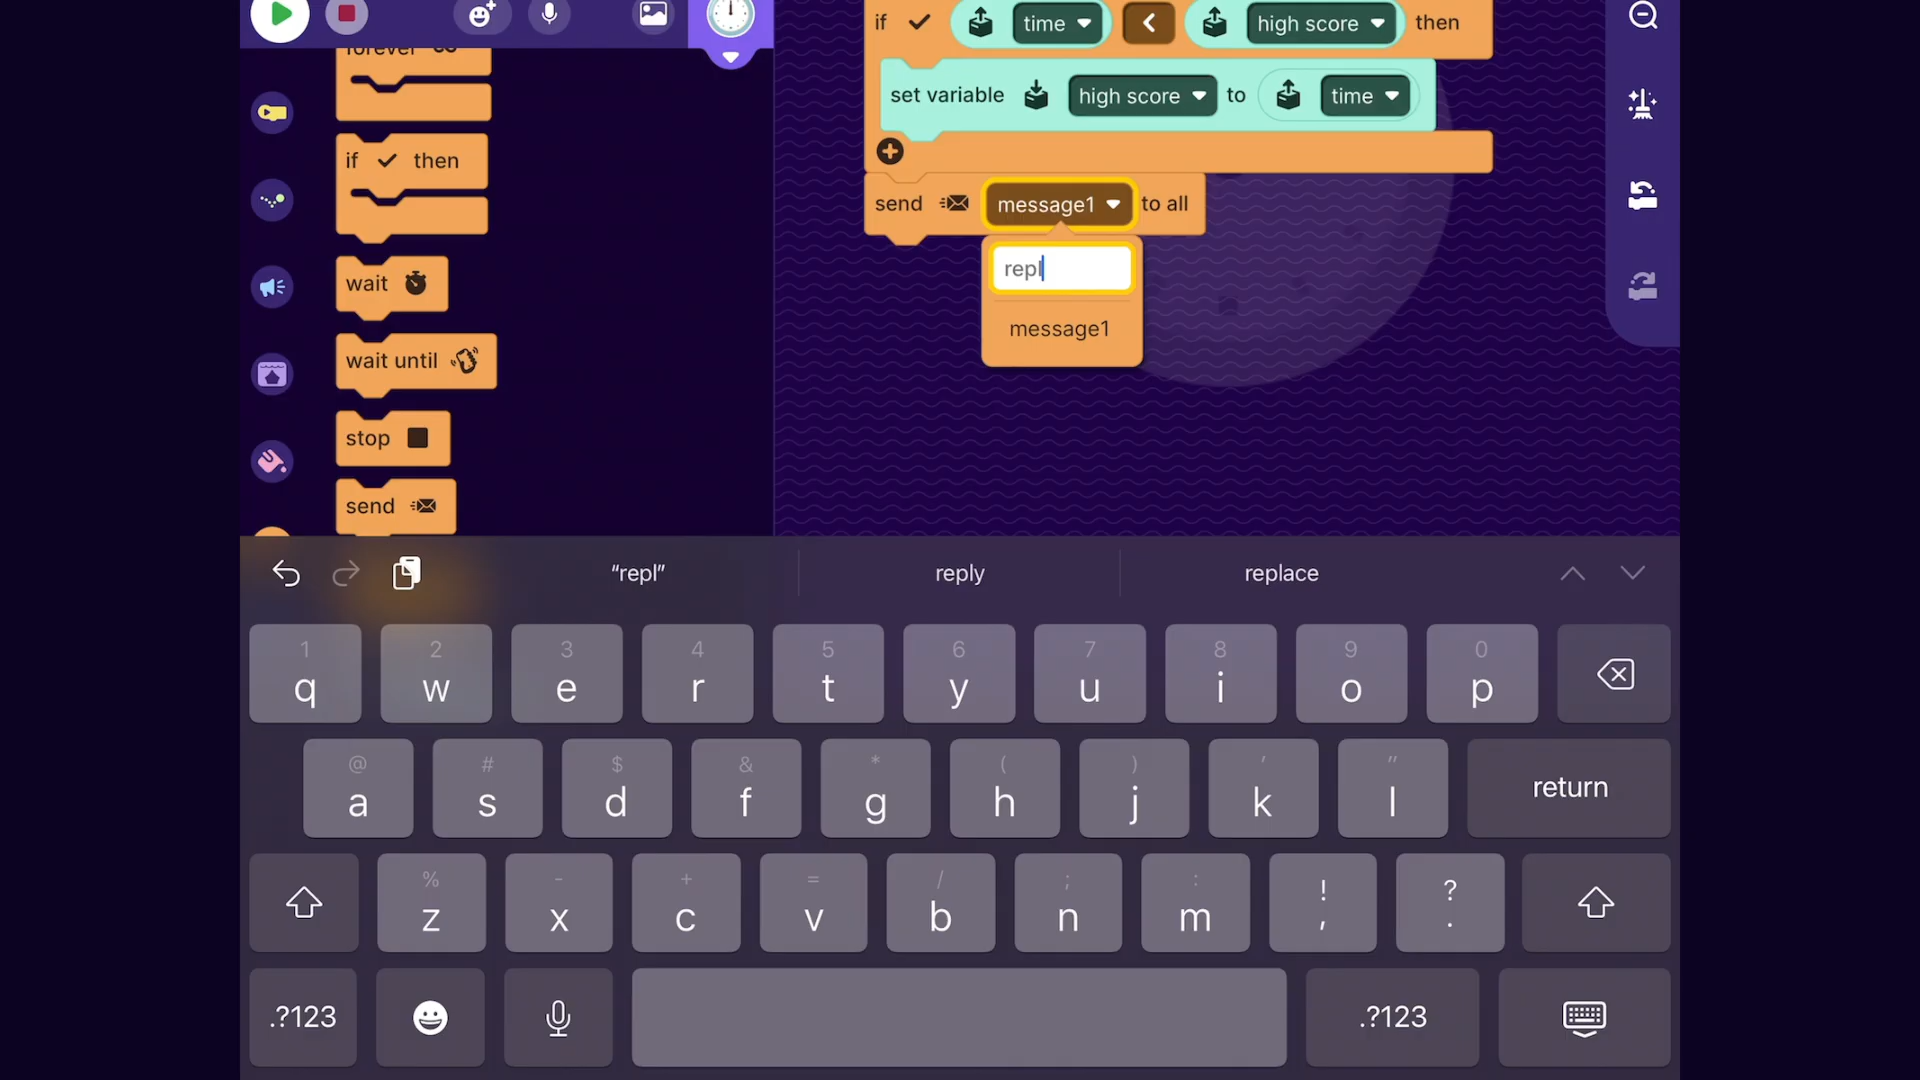 if time < high score then
forever
set variable high score to time
if then
send message1 to all
repl
wait
message1
wait until
stop
send
“repl” reply replace
1 2 3 4 5 6 7 8 9 0
q w e r t y u i o p
@ # $ & * ( ) ' "
a s d f g h j k l return
% - + = / ; : ! ?
z x c v b n m , .
.?123 .?123